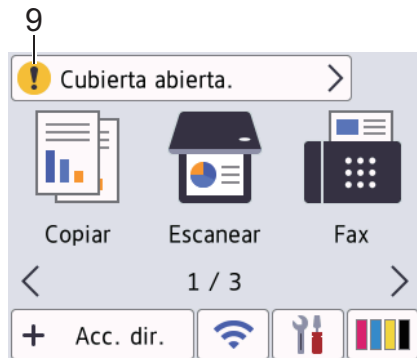 9
! Cubierta abierta. >
Copiar Escanear Fax
< 1 / 3 >
+ Acc. dir.